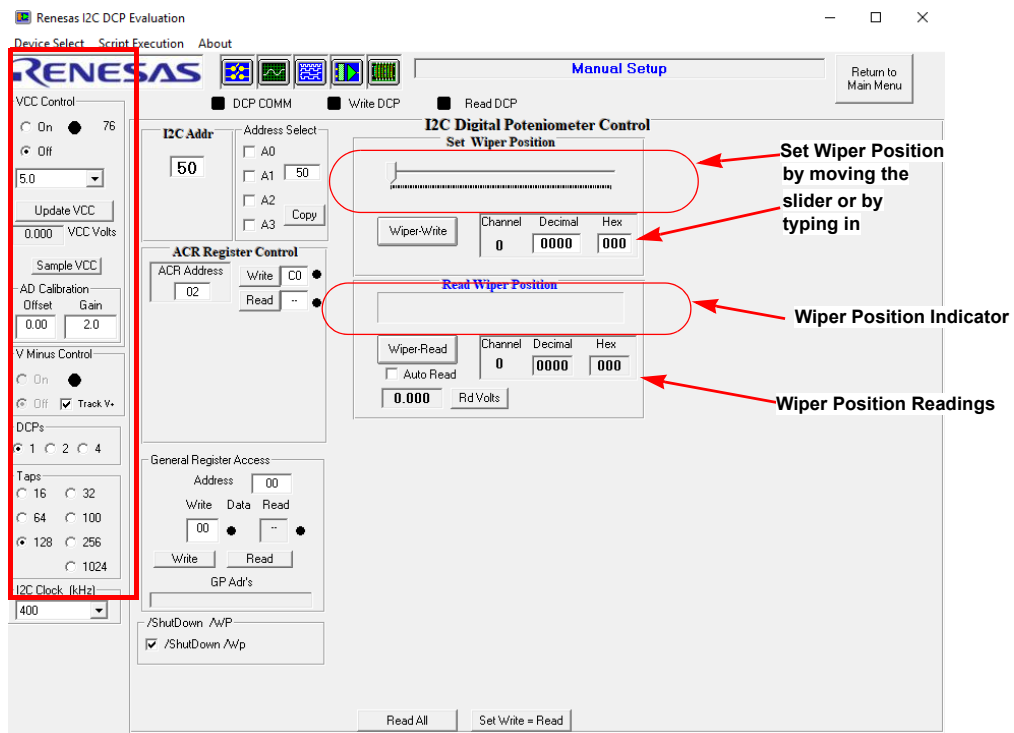 Renesas I2C DCP Evaluation
Device Select Script Execution About
RENESAS
Manual Setup
Return to
Main Menu
DCP COMM Write DCP Read DCP
VCC Control
On 76
Off
5.0
Update VCC
0.000 VCC Volts
Sample VCC
AD Calibration
Offset Gain
0.00 2.0
V Minus Control
On
Off Track V+
DCPs
1 2 4
Taps
16 32
64 100
128 256
1024
I2C Clock (kHz)
400
I2C Addr
50
Address Select
A0
A1 50
A2
A3 Copy
ACR Register Control
ACR Address
02
Write C0
Read --
General Register Access
Address 00
Write Data Read
00 --
Write Read
GP Adr's
/ShutDown /WP
/ShutDown /Wp
I2C Digital Poteniometer Control
Set Wiper Position
Wiper-Write
Channel Decimal Hex
0 0000 000
Read Wiper Position
Wiper-Read
Auto Read
Channel Decimal Hex
0 0000 000
0.000 Rd Volts
Read All Set Write = Read
Set Wiper Position
by moving the
slider or by
typing in
Wiper Position Indicator
Wiper Position Readings